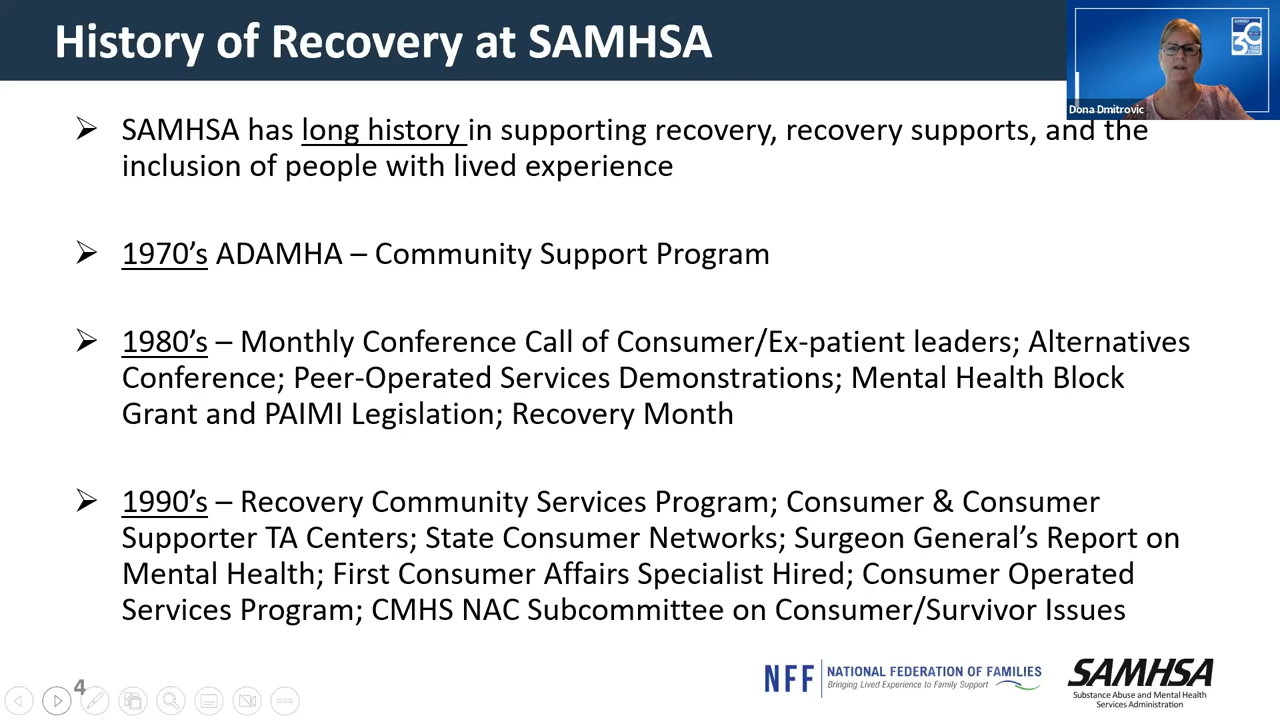 History of Recovery at SAMHSA
Dona Dmitrovic
➢ SAMHSA has long history in supporting recovery, recovery supports, and the
inclusion of people with lived experience
➢ 1970’s ADAMHA – Community Support Program
➢ 1980’s – Monthly Conference Call of Consumer/Ex-patient leaders; Alternatives
Conference; Peer-Operated Services Demonstrations; Mental Health Block
Grant and PAIMI Legislation; Recovery Month
➢ 1990’s – Recovery Community Services Program; Consumer & Consumer
Supporter TA Centers; State Consumer Networks; Surgeon General’s Report on
Mental Health; First Consumer Affairs Specialist Hired; Consumer Operated
Services Program; CMHS NAC Subcommittee on Consumer/Survivor Issues
4
NFF NATIONAL FEDERATION OF FAMILIES
Bringing Lived Experience to Family Support
SAMHSA
Substance Abuse and Mental Health
Services Administration